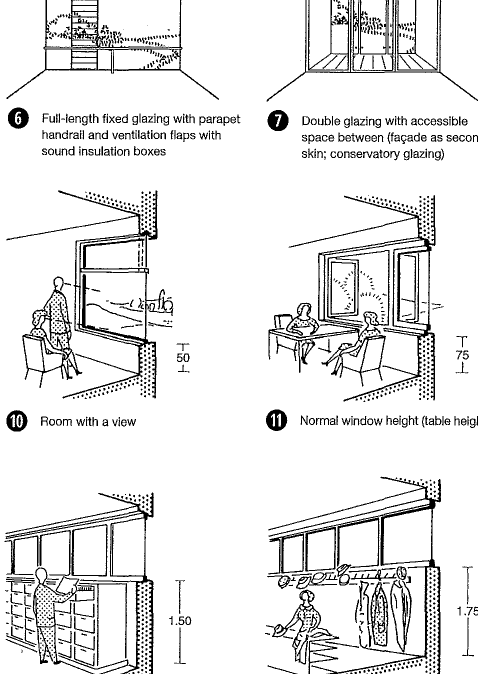 6 Full-length fixed glazing with parapet
handrail and ventilation flaps with
sound insulation boxes
7 Double glazing with accessible
space between (façade as secon
skin; conservatory glazing)
50
75
10 Room with a view
11 Normal window height (table heigh
1.50
1.75